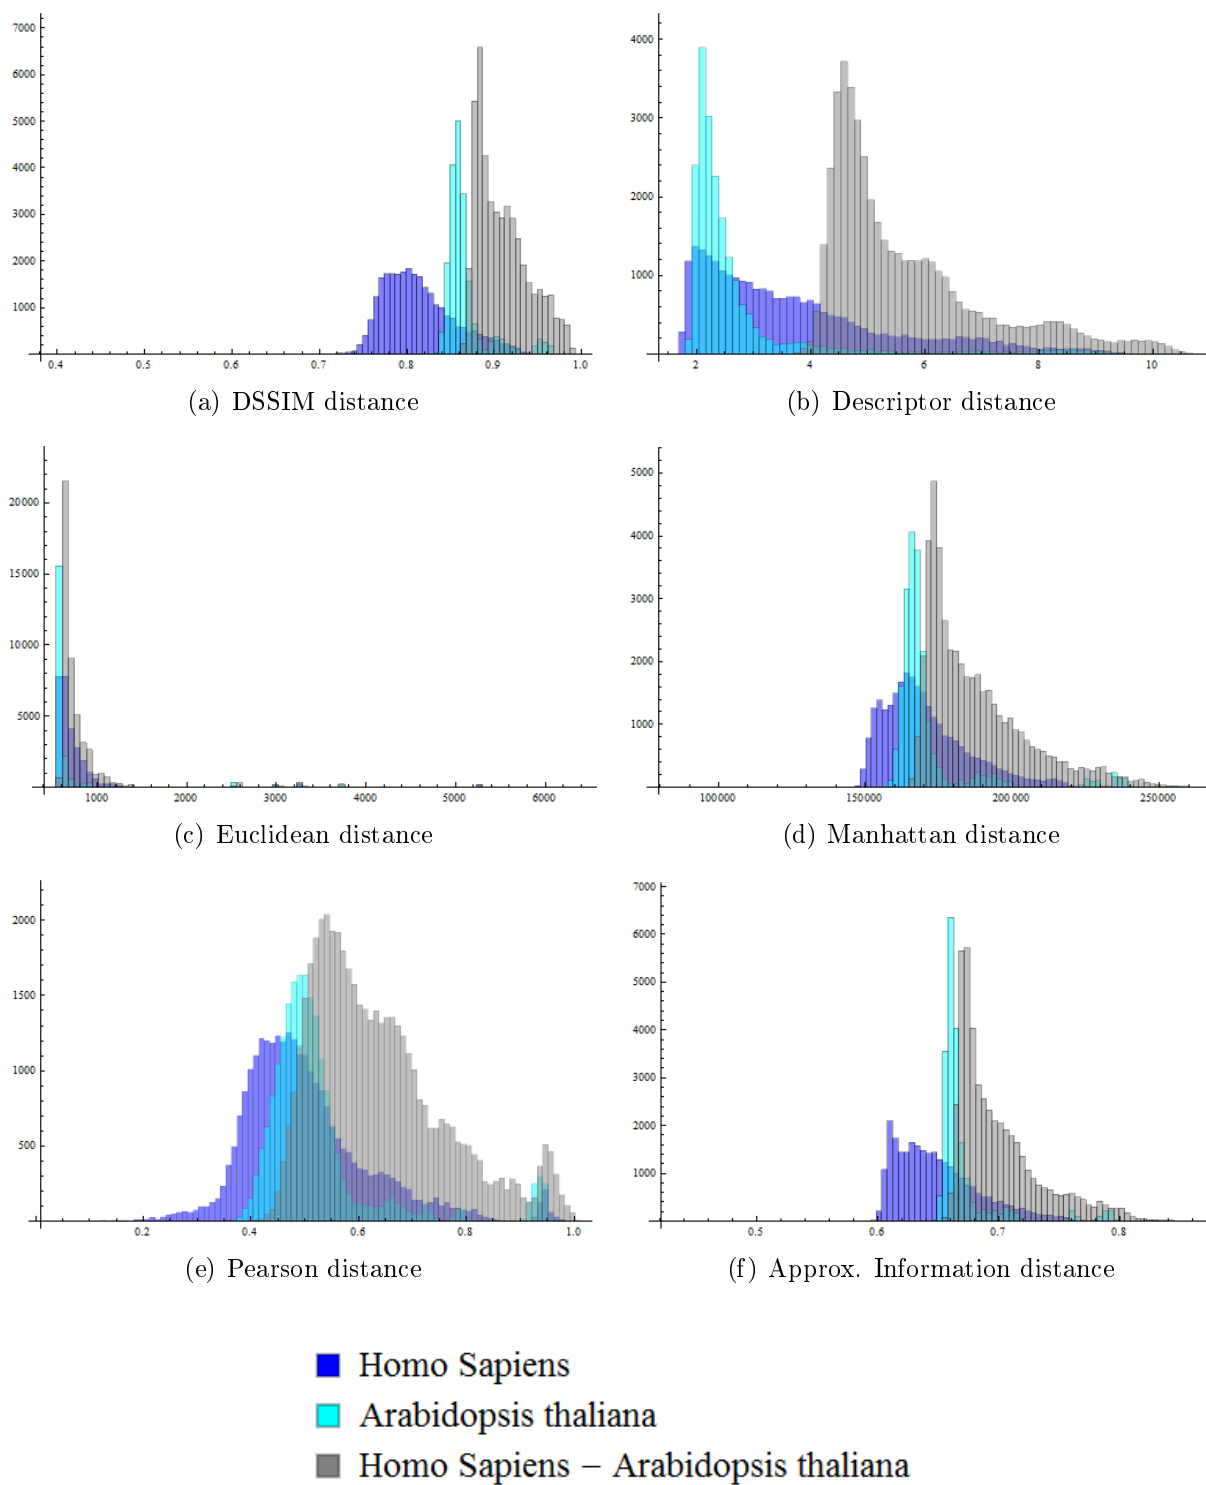 7000
6000
5000
4000
3000
2000
1000
0.4 0.5 0.6 0.7 0.8 0.9 1.0
(a) DSSIM distance
4000
3000
2000
1000
2 4 6 8 10
(b) Descriptor distance
20000
15000
10000
5000
1000 2000 3000 4000 5000 6000
(c) Euclidean distance
5000
4000
3000
2000
1000
100000 150000 200000 250000
(d) Manhattan distance
2000
1500
1000
500
0.2 0.4 0.6 0.8 1.0
(e) Pearson distance
7000
6000
5000
4000
3000
2000
1000
0.5 0.6 0.7 0.8
(f) Approx. Information distance
Homo Sapiens
Arabidopsis thaliana
Homo Sapiens – Arabidopsis thaliana